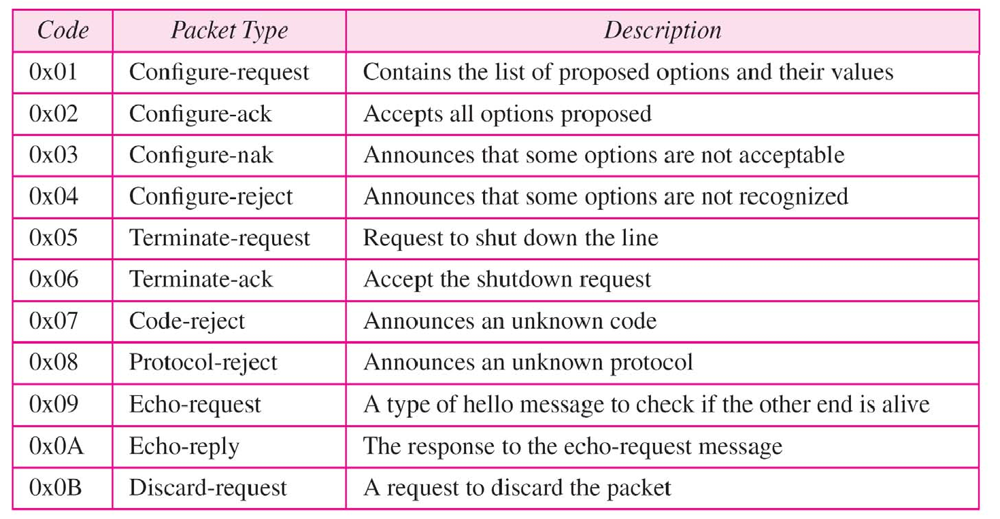 Code Packet Type Description
0x01 Configure-request Contains the list of proposed options and their values
0x02 Configure-ack Accepts all options proposed
0x03 Configure-nak Announces that some options are not acceptable
0x04 Configure-reject Announces that some options are not recognized
0x05 Terminate-request Request to shut down the line
0x06 Terminate-ack Accept the shutdown request
0x07 Code-reject Announces an unknown code
0x08 Protocol-reject Announces an unknown protocol
0x09 Echo-request A type of hello message to check if the other end is alive
0x0A Echo-reply The response to the echo-request message
0x0B Discard-request A request to discard the packet